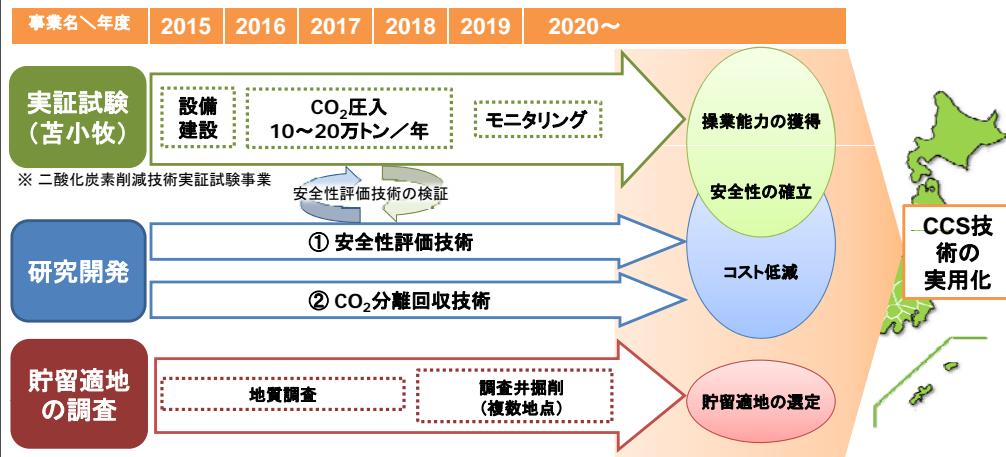 事業名＼年度 2015 2016 2017 2018 2019 2020～
実証試験
（苫小牧）
設備
建設
CO₂圧入
10～20万トン／年
モニタリング
操業能力の獲得
※ 二酸化炭素削減技術実証試験事業
安全性評価技術の検証
安全性の確立
研究開発
① 安全性評価技術
② CO₂分離回収技術
コスト低減
CCS技
術の
実用化
貯留適地
の調査
地質調査
調査井掘削
（複数地点）
貯留適地の選定